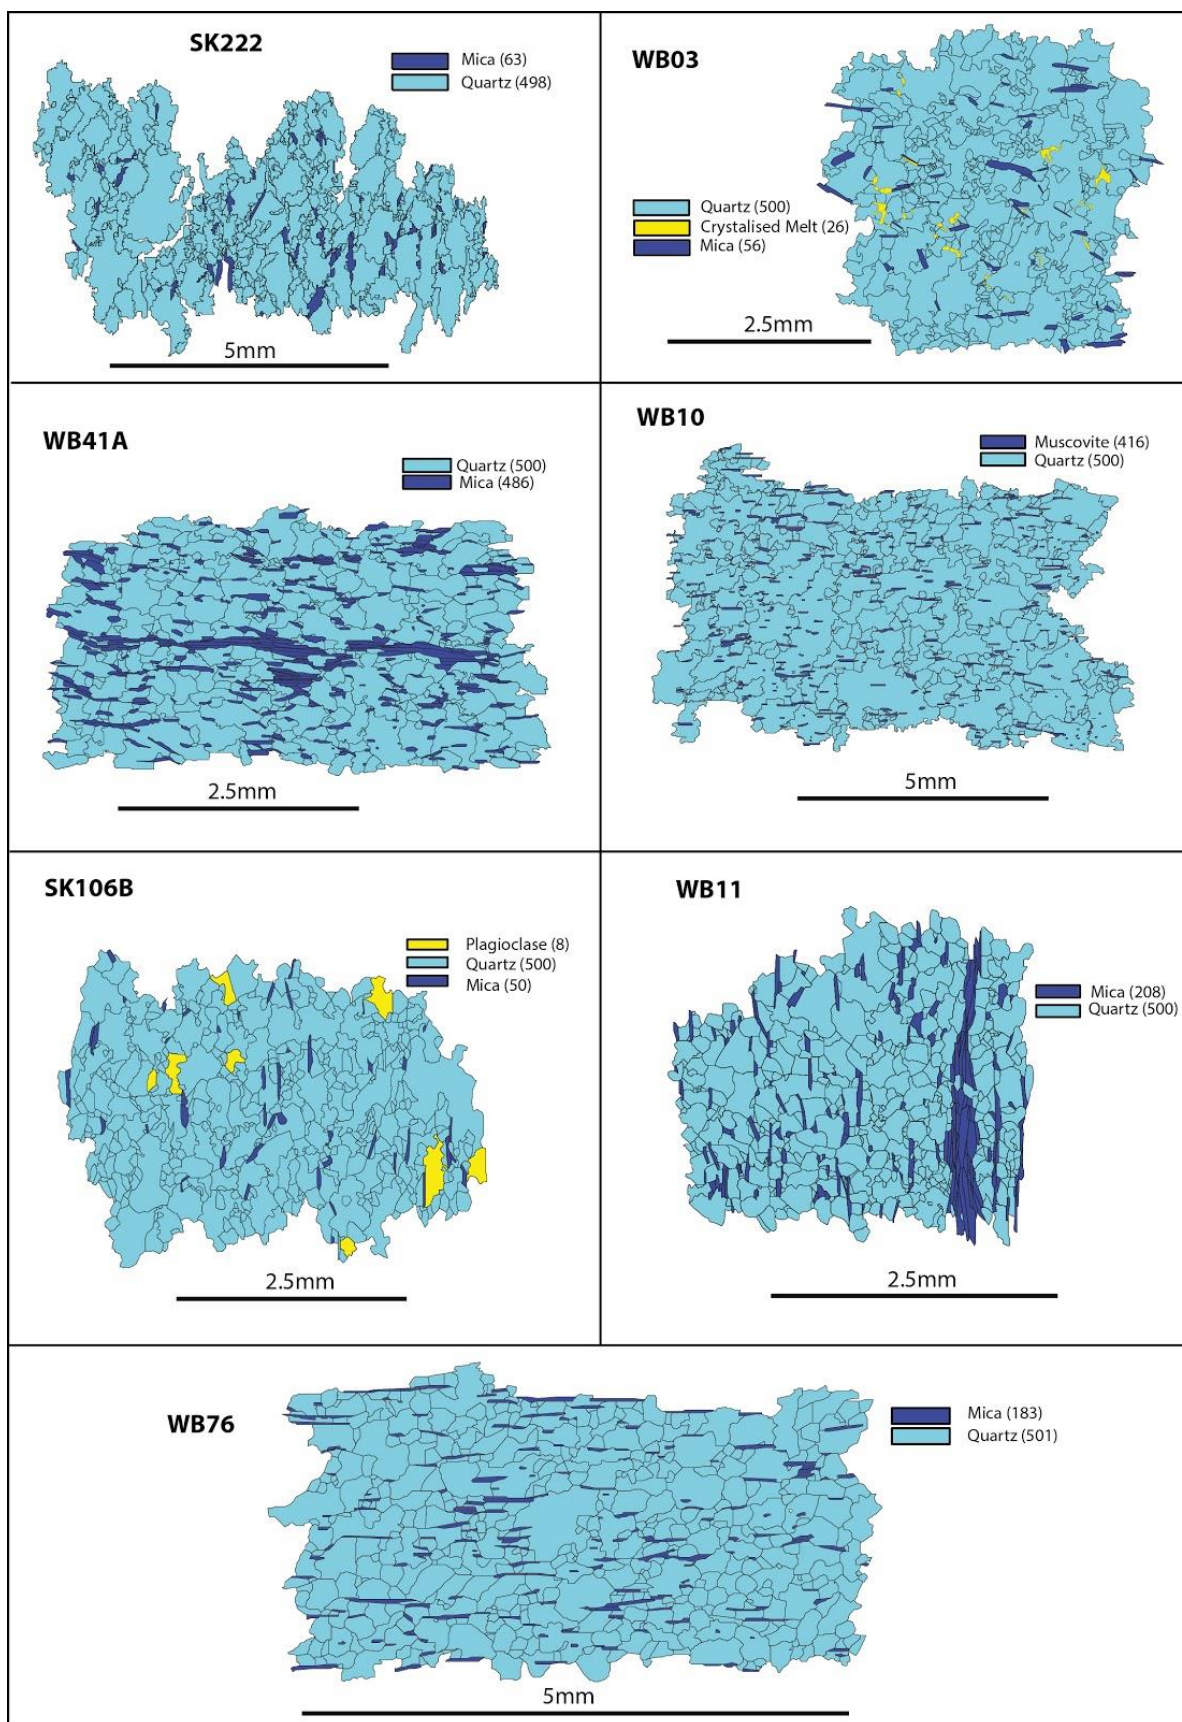 SK222
Mica (63)
Quartz (498)
5mm
WB03
Quartz (500)
Crystalised Melt (26)
Mica (56)
2.5mm
WB41A
Quartz (500)
Mica (486)
2.5mm
WB10
Muscovite (416)
Quartz (500)
5mm
SK106B
Plagioclase (8)
Quartz (500)
Mica (50)
2.5mm
WB11
Mica (208)
Quartz (500)
2.5mm
WB76
Mica (183)
Quartz (501)
5mm